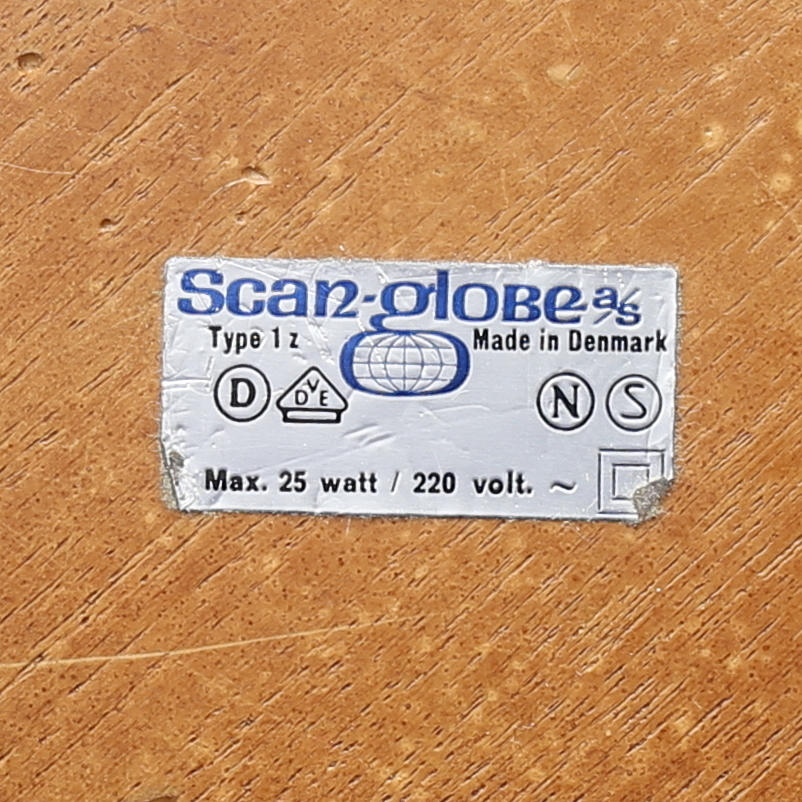 Scan-globe a/s
Type 1 z Made in Denmark
D DVE N S
Max. 25 watt / 220 volt. ~